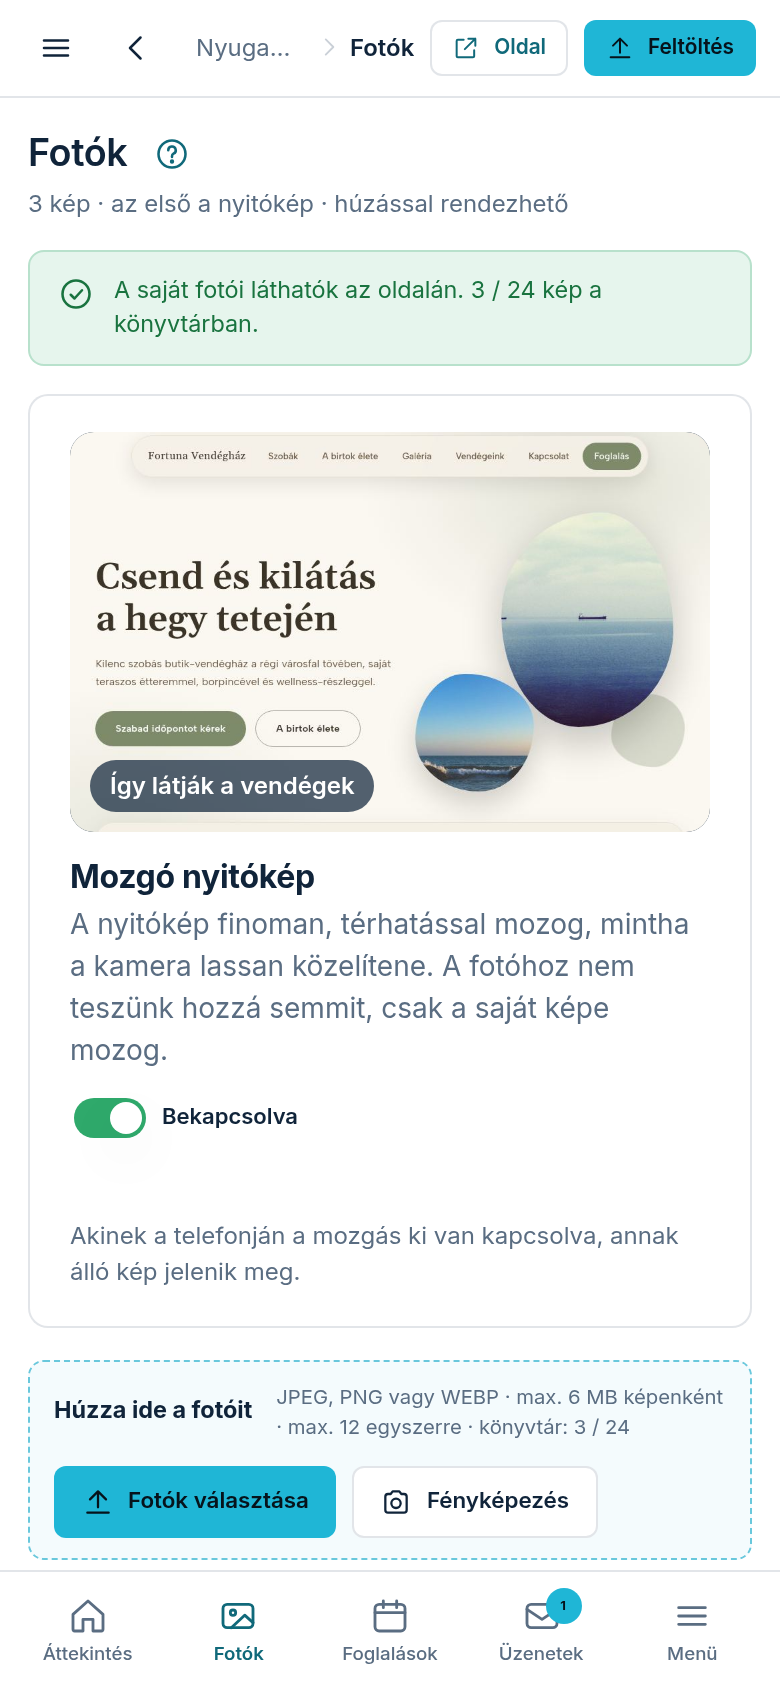 Nyuga...
Fotók
Oldal
Feltöltés
Fotók
3 kép · az első a nyitókép · húzással rendezhető
A saját fotói láthatók az oldalán. 3 / 24 kép a
könyvtárban.
Fortuna Vendégház
Szobák
A birtok élete
Galéria
Vendégeink
Kapcsolat
Foglalás
Csend és kilátás
a hegy tetején
Kilenc szobás butik-vendégház a régi városfal tövében, saját
teraszos étteremmel, borpincével és wellness-részleggel.
Szabad időpontot kérek
A birtok élete
Így látják a vendégek
Mozgó nyitókép
A nyitókép finoman, térhatással mozog, mintha
a kamera lassan közelítene. A fotóhoz nem
teszünk hozzá semmit, csak a saját képe
mozog.
Bekapcsolva
Akinek a telefonján a mozgás ki van kapcsolva, annak
álló kép jelenik meg.
Húzza ide a fotóit
JPEG, PNG vagy WEBP · max. 6 MB képenként
· max. 12 egyszerre · könyvtár: 3 / 24
Fotók választása
Fényképezés
1
Áttekintés
Fotók
Foglalások
Üzenetek
Menü